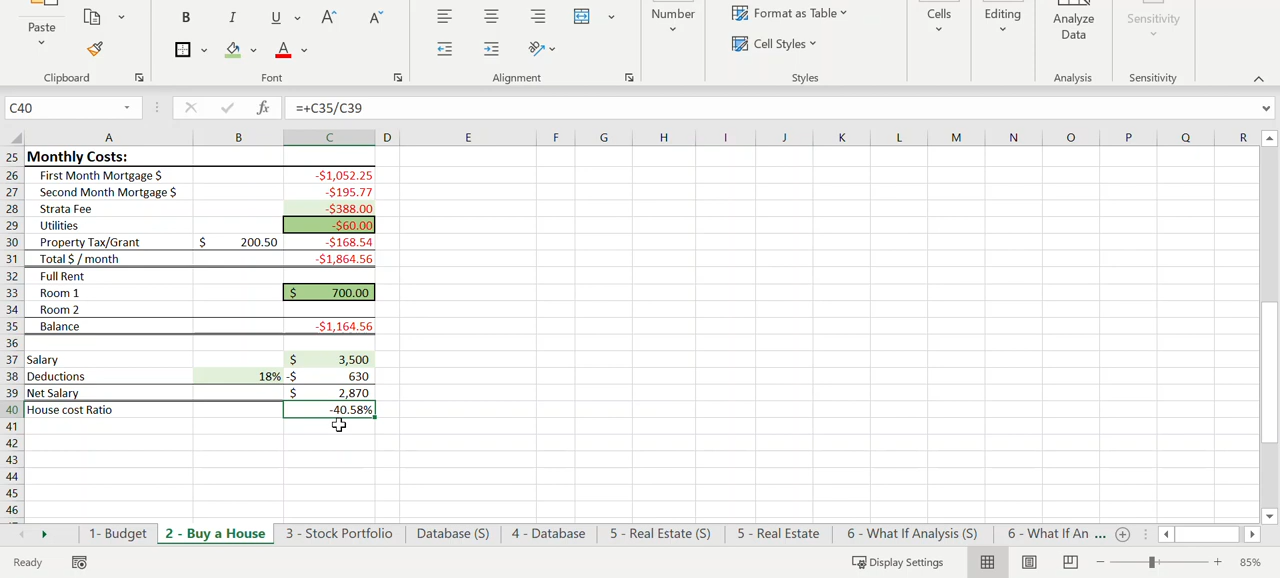 Paste
B I U A A
A
Number
Format as Table
Cell Styles
Cells
Editing
Analyze
Data
Sensitivity
Clipboard Font Alignment Styles Analysis Sensitivity
C40 fx =+C35/C39
A B C D E F G H I J K L M N O P Q R
25 Monthly Costs:
26 First Month Mortgage $ -$1,052.25
27 Second Month Mortgage $ -$195.77
28 Strata Fee -$388.00
29 Utilities -$60.00
30 Property Tax/Grant $ 200.50 -$168.54
31 Total $ / month -$1,864.56
32 Full Rent
33 Room 1 $ 700.00
34 Room 2
35 Balance -$1,164.56
36
37 Salary $ 3,500
38 Deductions 18% -$ 630
39 Net Salary $ 2,870
40 House cost Ratio -40.58%
41
42
43
44
45
46
1- Budget 2 - Buy a House 3 - Stock Portfolio Database (S) 4 - Database 5 - Real Estate (S) 5 - Real Estate 6 - What If Analysis (S) 6 - What If An ...
Ready Display Settings 85%